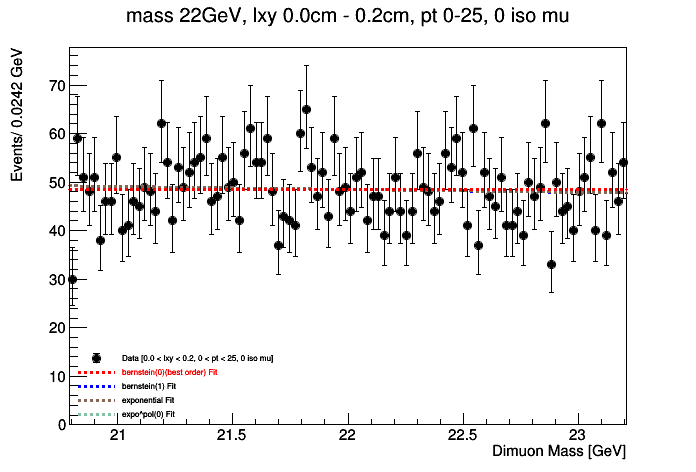 mass 22GeV, lxy 0.0cm - 0.2cm, pt 0-25, 0 iso mu
Events/ 0.0242 GeV
70
60
50
40
30
20
10
0
Data [0.0 < lxy < 0.2, 0 < pt < 25, 0 iso mu]
bernstein(0)(best order) Fit
bernstein(1) Fit
exponential Fit
expo*pol(0) Fit
21
21.5
22
22.5
23
Dimuon Mass [GeV]